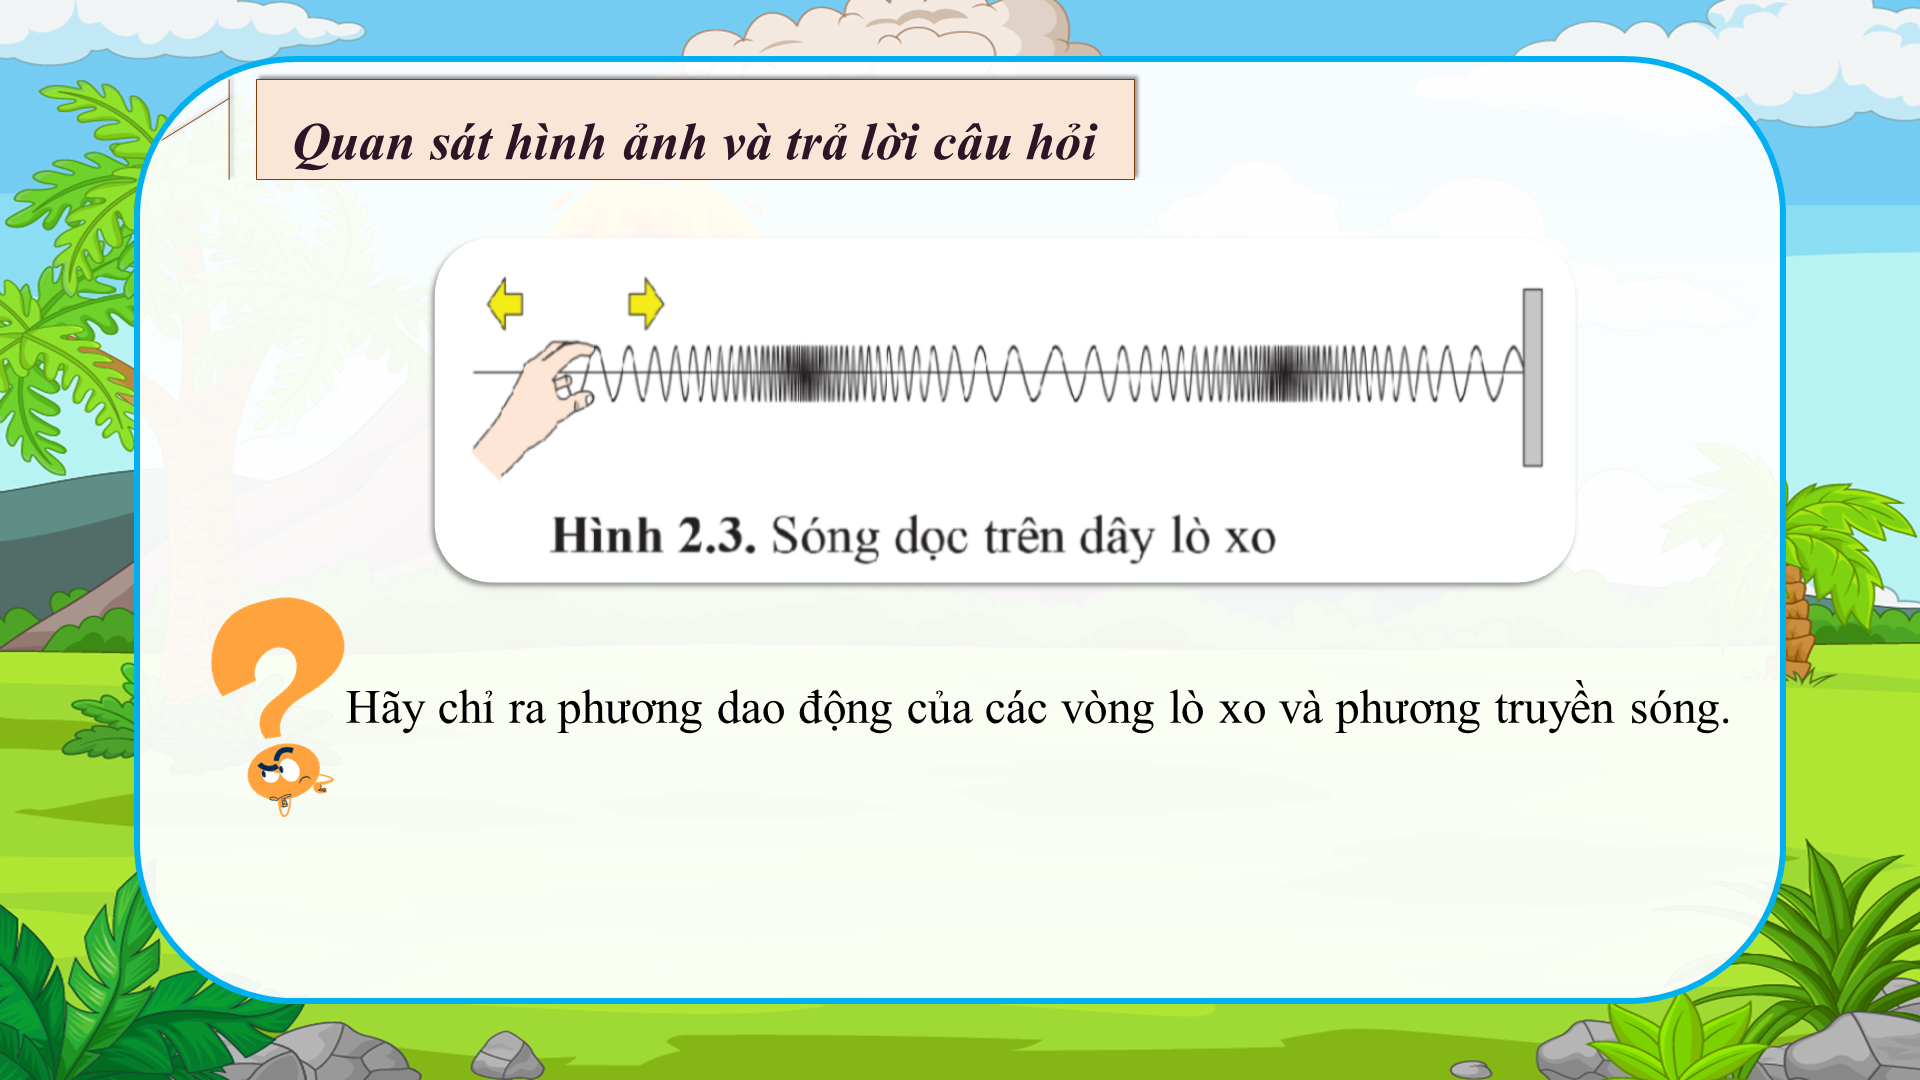 Quan sát hình ảnh và trả lời câu hỏi
Hình 2.3. Sóng dọc trên dây lò xo
Hãy chỉ ra phương dao động của các vòng lò xo và phương truyền sóng.